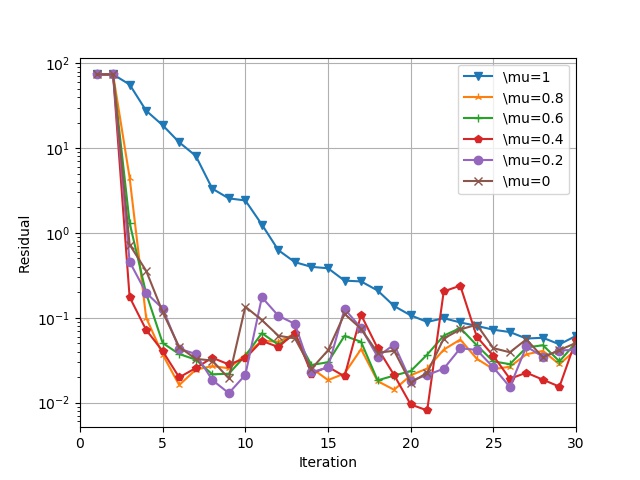 10²
10¹
10⁰
10⁻¹
10⁻²
Residual
0 5 10 15 20 25 30
Iteration
\mu=1
\mu=0.8
\mu=0.6
\mu=0.4
\mu=0.2
\mu=0